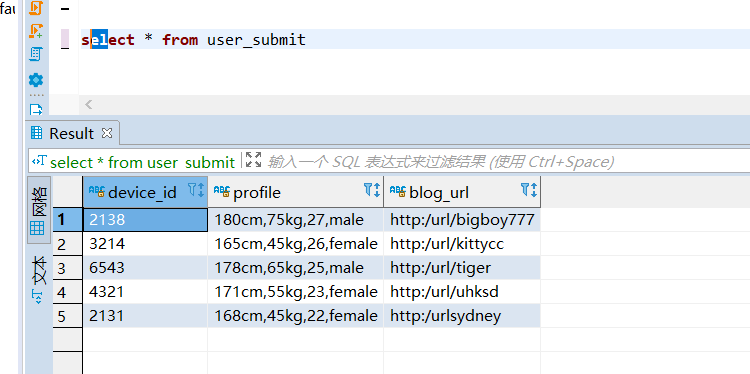 fau
select * from user_submit
Result
select * from user_submit 输入一个 SQL 表达式来过滤结果 (使用 Ctrl+Space)
网格
文本
device_id profile blog_url
1 2138 180cm,75kg,27,male http:/url/bigboy777
2 3214 165cm,45kg,26,female http:/url/kittycc
3 6543 178cm,65kg,25,male http:/url/tiger
4 4321 171cm,55kg,23,female http:/url/uhksd
5 2131 168cm,45kg,22,female http:/urlsydney